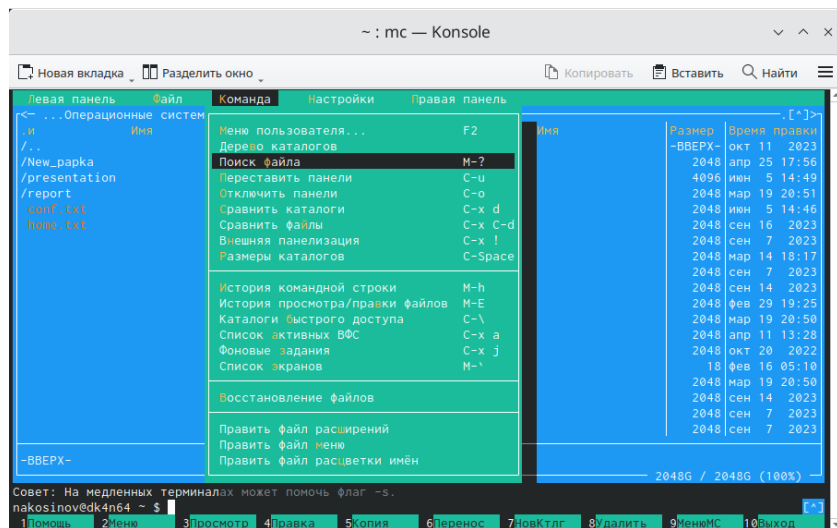 ~ : mc — Konsole
Новая вкладка Разделить окно Копировать Вставить Найти
Левая панель Файл Команда Настройки Правая панель
<— ...Операционные систем .[^]>
.и Имя Имя Размер Время правки
Меню пользователя... F2
/.. Дерево каталогов -ВВЕРХ- окт 11 2023
/New_papka Поиск файла M-? 2048 апр 25 17:56
/presentation Переставить панели C-u 4096 июн 5 14:49
/report Отключить панели C-o 2048 мар 19 20:51
conf.txt Сравнить каталоги C-x d 2048 июн 5 14:46
home.txt Сравнить файлы C-x C-d 2048 сен 16 2023
Внешняя панелизация C-x ! 2048 сен 7 2023
Размеры каталогов C-Space 2048 мар 14 18:17
2048 сен 7 2023
История командной строки M-h 2048 сен 14 2023
История просмотра/правки файлов M-E 2048 фев 29 19:25
Каталоги быстрого доступа C-\ 2048 мар 19 20:50
Список активных ВФС C-x a 2048 апр 11 13:28
Фоновые задания C-x j 2048 окт 20 2022
Список экранов M-` 18 фев 16 05:10
2048 мар 19 20:50
Восстановление файлов 2048 сен 14 2023
2048 сен 7 2023
Править файл расширений 2048 сен 7 2023
Править файл меню
-ВВЕРХ- Править файл расцветки имён
2048G / 2048G (100%)
Совет: На медленных терминалах может помочь флаг -s.
nakosinov@dk4n64 ~ $ [^]
1Помощь 2Меню 3Просмотр 4Правка 5Копия 6Перенос 7НовКтлг 8Удалить 9МенюMC 10Выход